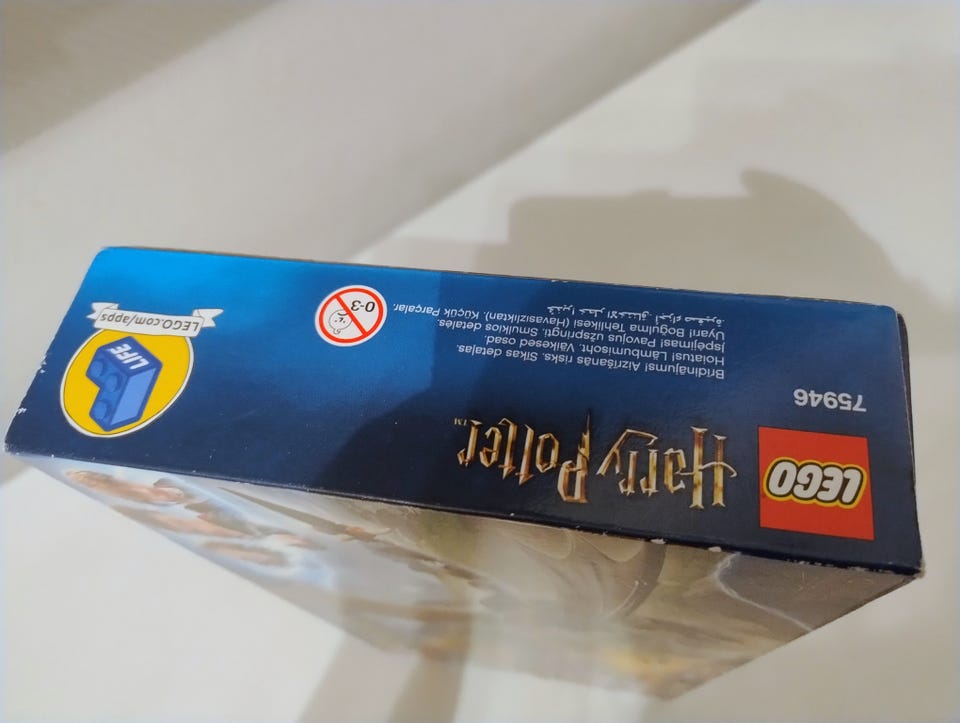 LEGO
75946
Harry Potter™
Brīdinājums! Aizrīšanās risks. Sīkas detaļas.
Hoiatus! Lämbumisoht. Väikesed osad.
Įspėjimas! Pavojus užspringti. Smulkios detalės.
Uyarı! Boğulma Tehlikesi (Havasızlıktan). Küçük Parçalar.
0-3
LIFE
LEGO.com/apps